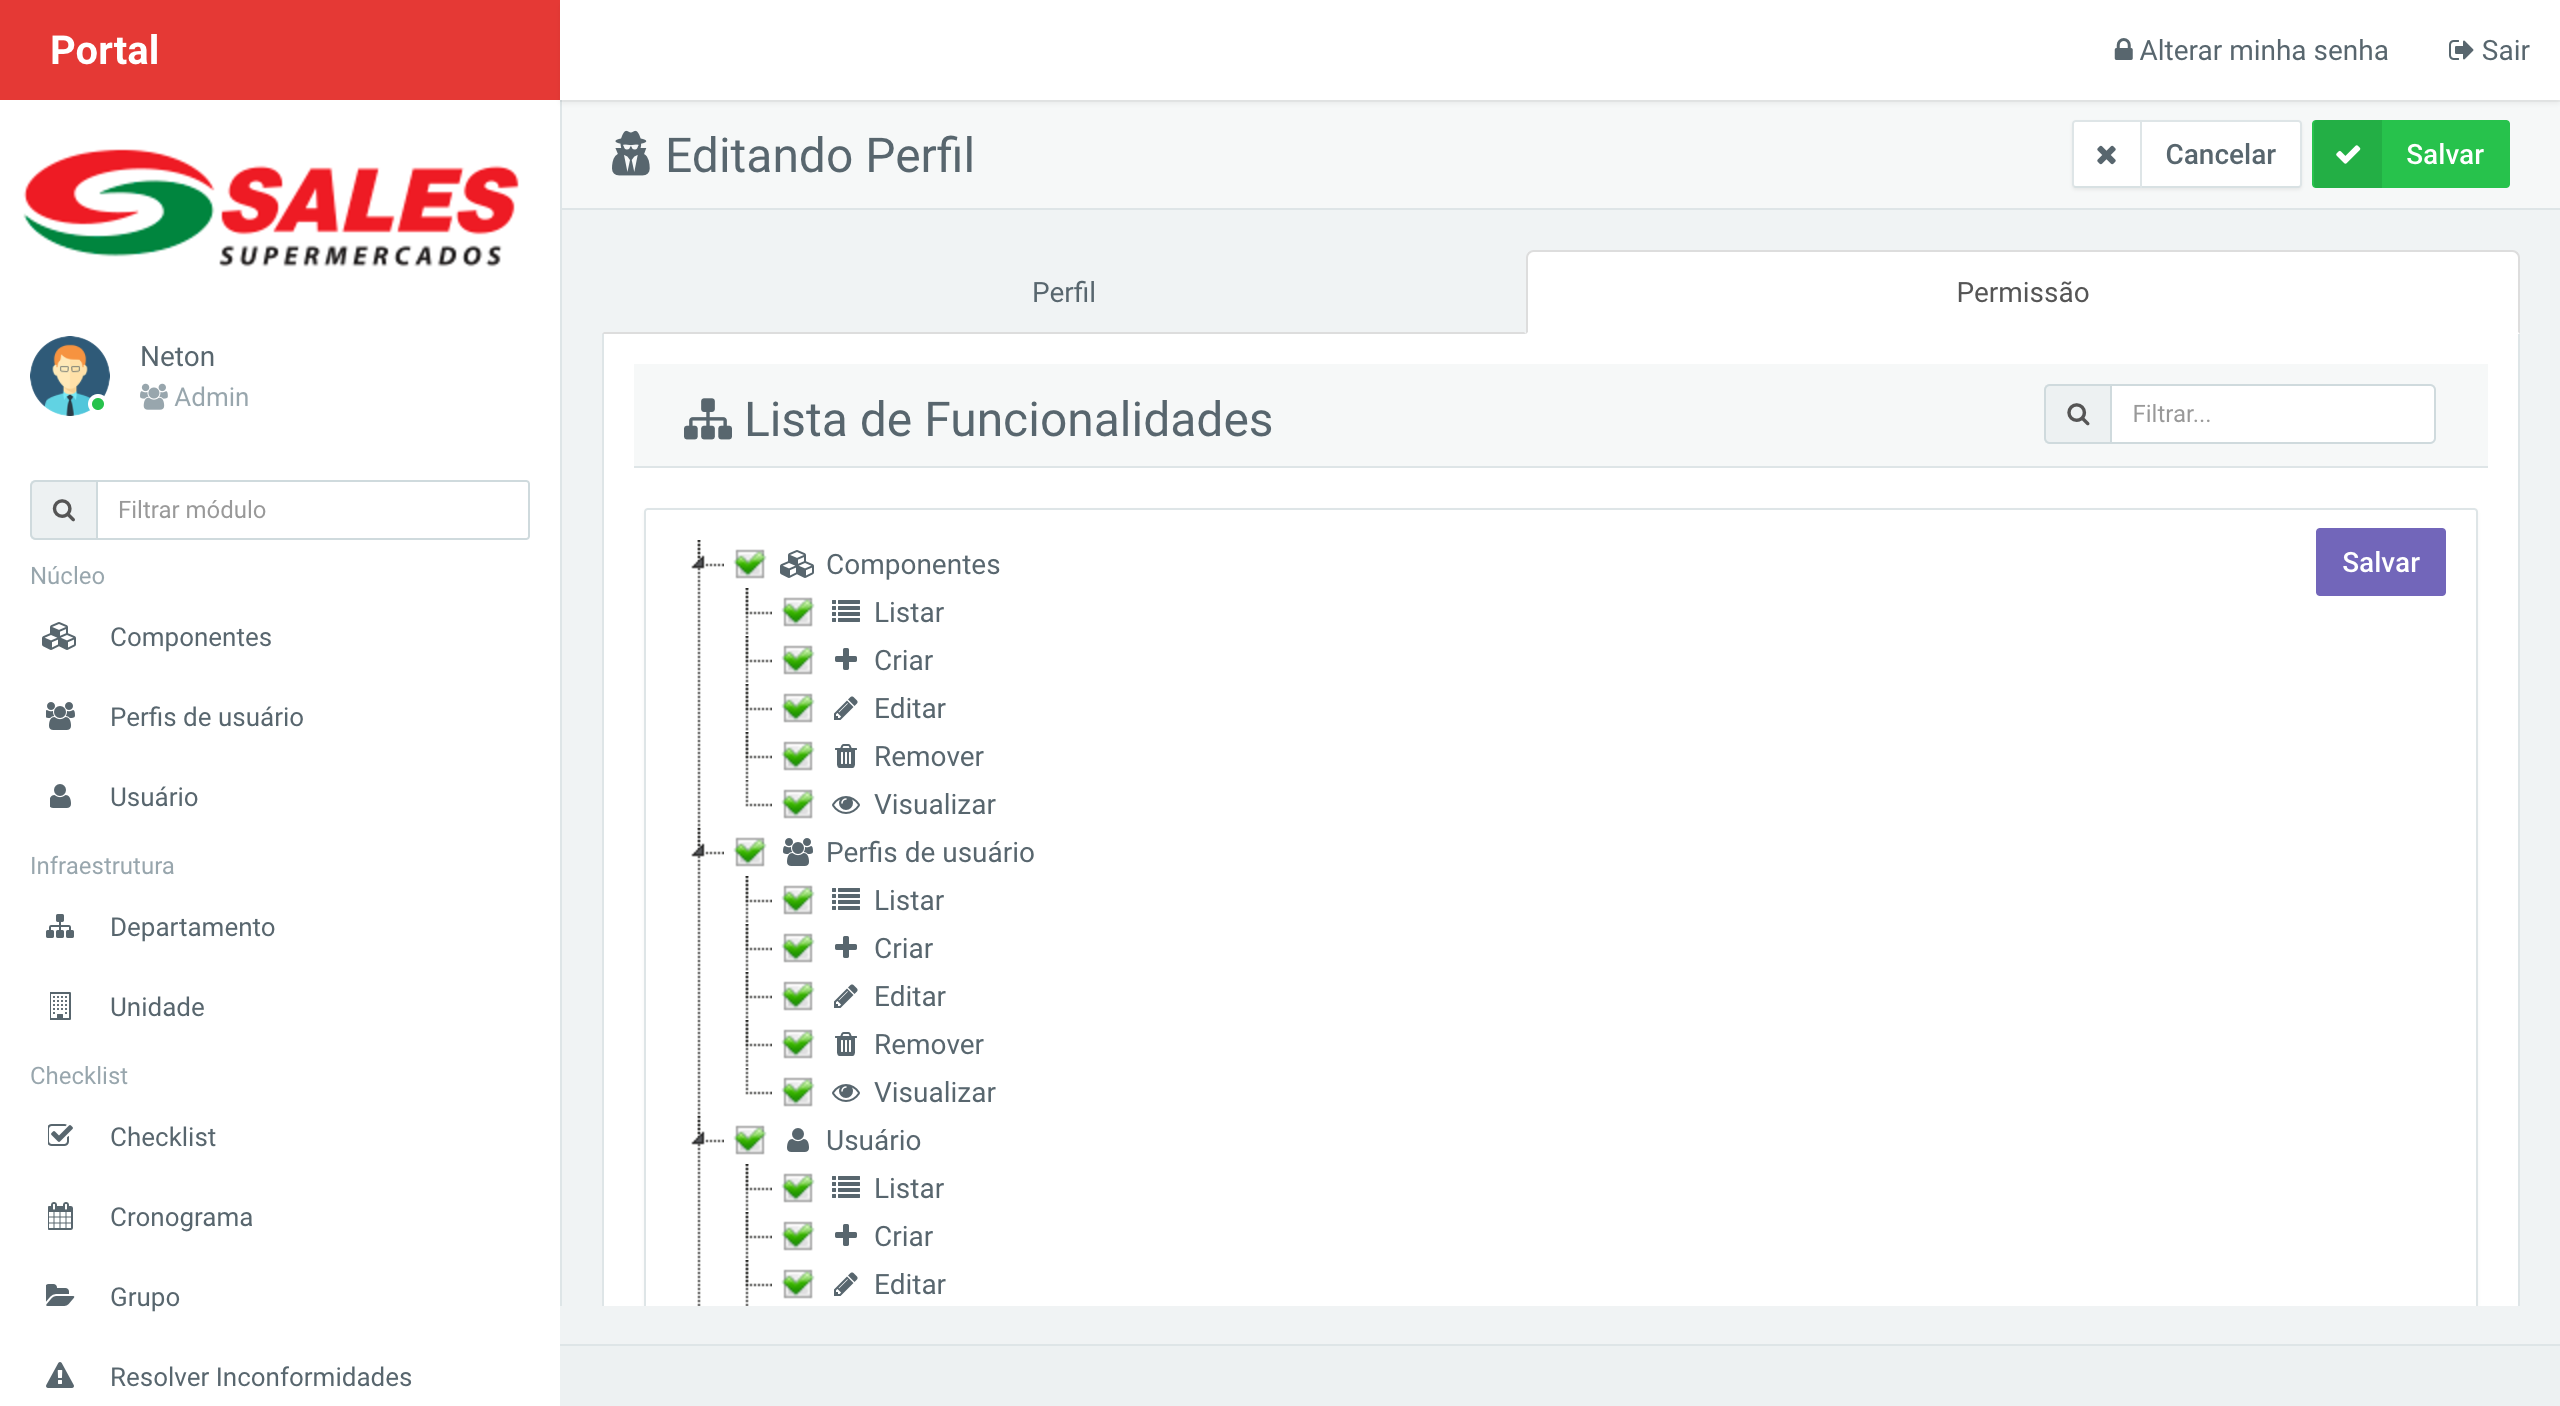 Portal
Alterar minha senha
Sair
SALES
SUPERMERCADOS
Neton
Admin
Filtrar módulo
Núcleo
Componentes
Perfis de usuário
Usuário
Infraestrutura
Departamento
Unidade
Checklist
Checklist
Cronograma
Grupo
Resolver Inconformidades
Editando Perfil
Cancelar
Salvar
Perfil
Permissão
Lista de Funcionalidades
Filtrar...
Salvar
Componentes
Listar
Criar
Editar
Remover
Visualizar
Perfis de usuário
Listar
Criar
Editar
Remover
Visualizar
Usuário
Listar
Criar
Editar